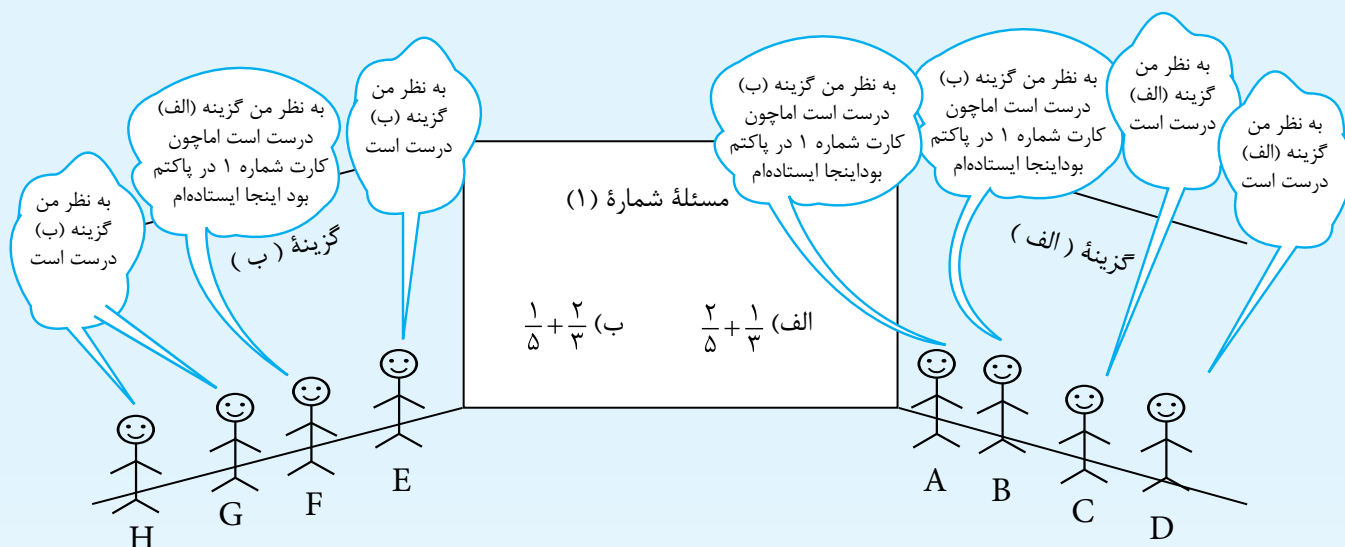 به نظر من
گزینه (الف)
درست است
به نظر من
گزینه (الف)
درست است
به نظر من گزینه (ب)
درست است اماچون
کارت شماره ۱ در پاکتم
بوداینجا ایستاده‌ام
به نظر من گزینه (ب)
درست است اماچون
کارت شماره ۱ در پاکتم
بوداینجا ایستاده‌ام
به نظر من
گزینه (ب)
درست است
به نظر من گزینه (الف)
درست است اماچون
کارت شماره ۱ در پاکتم
بود اینجا ایستاده‌ام
به نظر من
گزینه (ب)
درست است
گزینهٔ ( الف )
مسئلهٔ شمارهٔ (۱)
گزینهٔ ( ب )
الف) ۲/۵ + ۱/۳
ب) ۱/۵ + ۲/۳
A
B
C
D
E
F
G
H